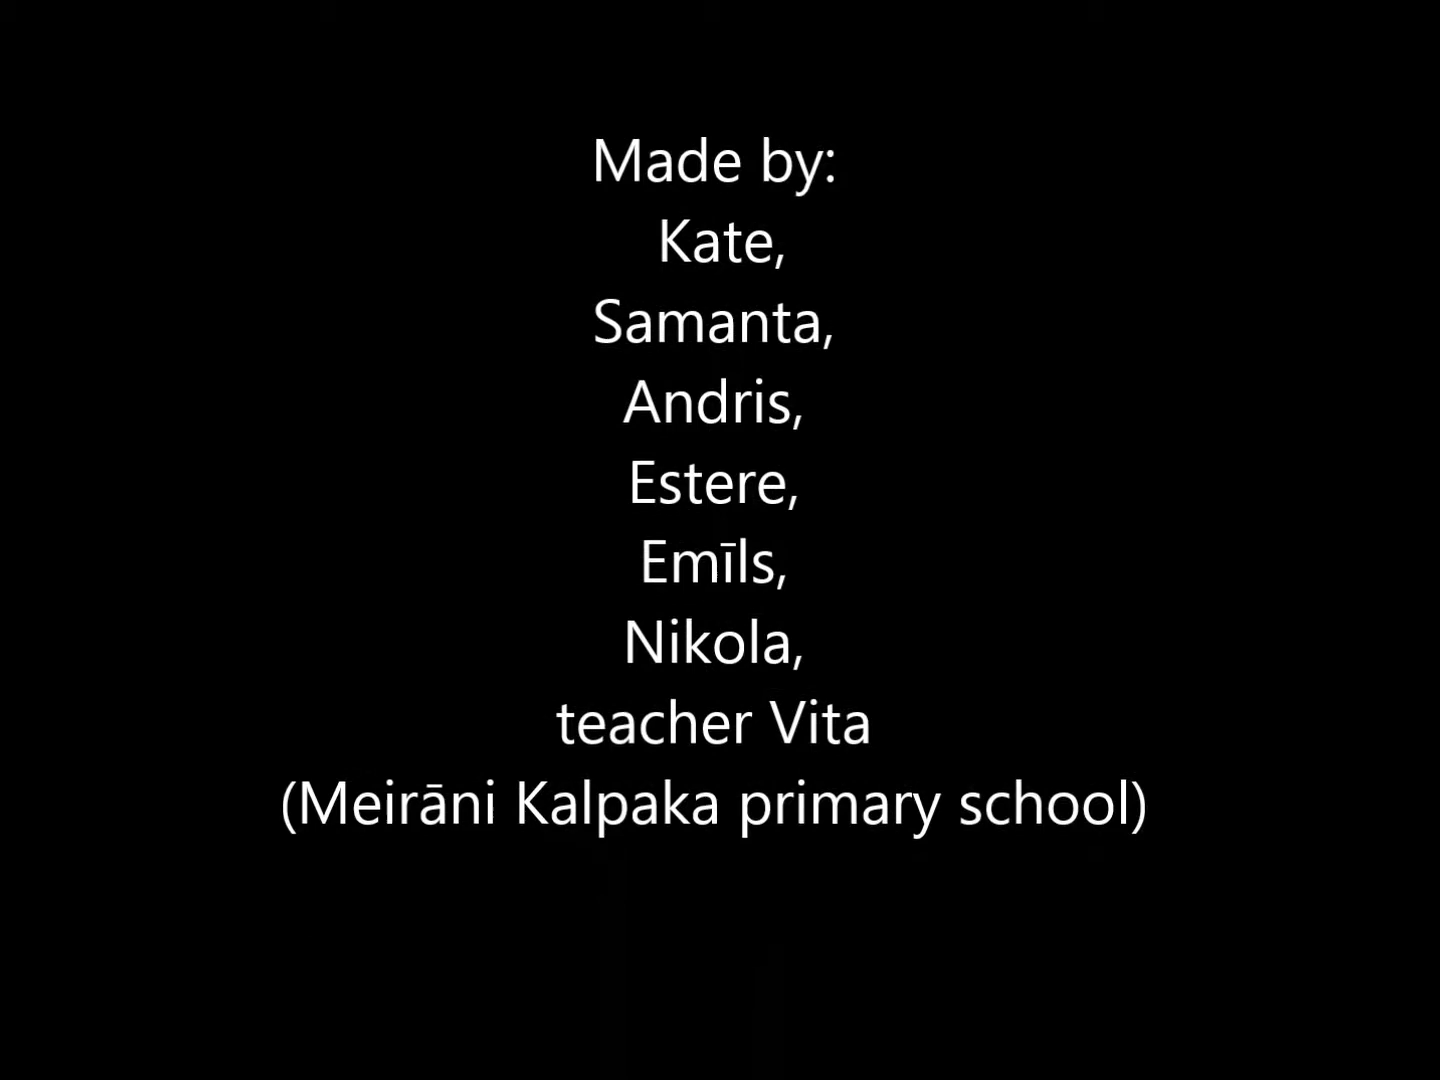 Made by:
Kate,
Samanta,
Andris,
Estere,
Emīls,
Nikola,
teacher Vita
(Meirāni Kalpaka primary school)